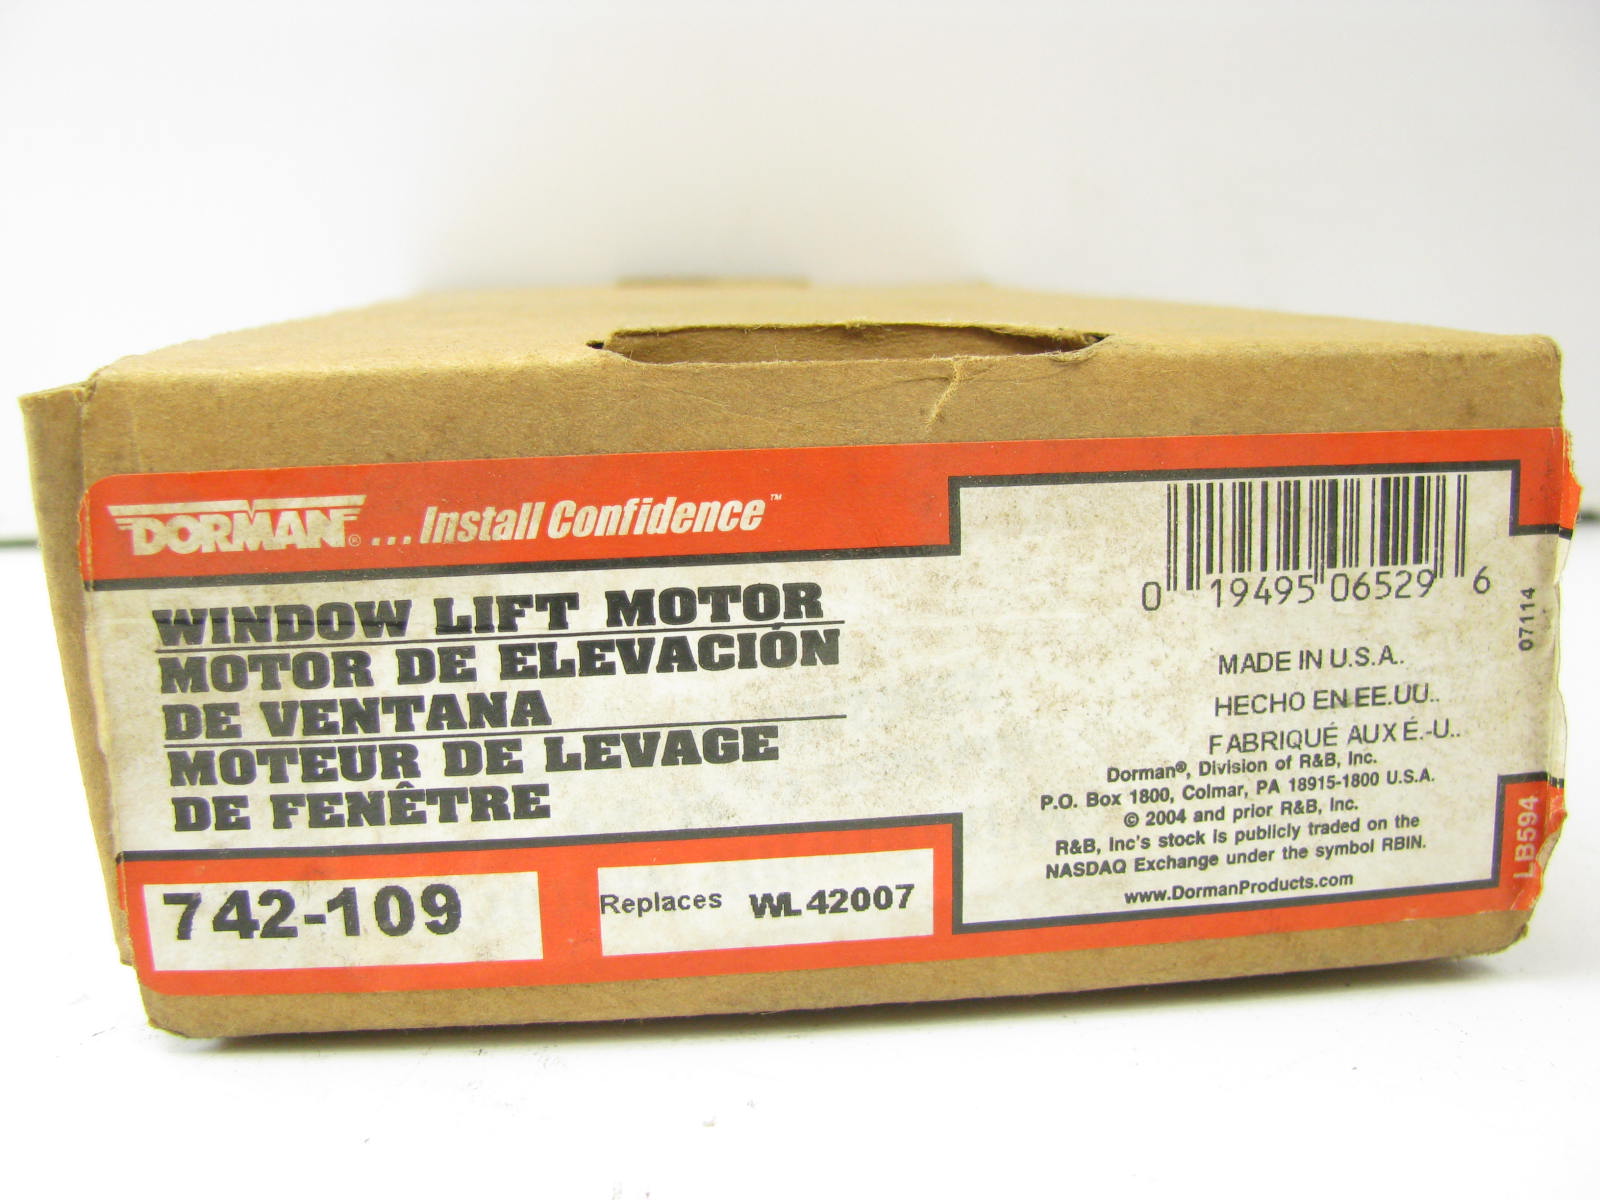 DORMAN® ...Install Confidence™
WINDOW LIFT MOTOR
MOTOR DE ELEVACIÓN
DE VENTANA
MOTEUR DE LEVAGE
DE FENÊTRE
742-109
Replaces WL42007
0 19495 06529 6
07114
MADE IN U.S.A..
HECHO EN EE.UU..
FABRIQUÉ AUX É.-U..
Dorman®, Division of R&B, Inc.
P.O. Box 1800, Colmar, PA 18915-1800 U.S.A.
© 2004 and prior R&B, Inc.
R&B, Inc's stock is publicly traded on the
NASDAQ Exchange under the symbol RBIN.
www.DormanProducts.com
LB594